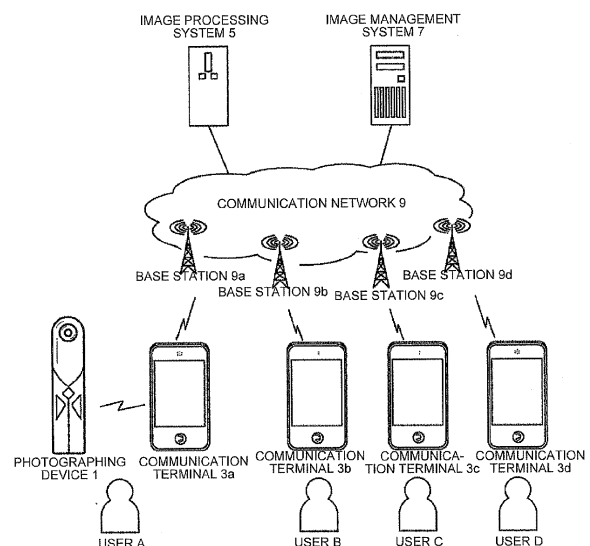 IMAGE PROCESSING
SYSTEM 5
IMAGE MANAGEMENT
SYSTEM 7
COMMUNICATION NETWORK 9
BASE STATION 9a
BASE STATION 9b
BASE STATION 9c
BASE STATION 9d
PHOTOGRAPHING
DEVICE 1
COMMUNICATION
TERMINAL 3a
COMMUNICATION
TERMINAL 3b
COMMUNICA-
TION TERMINAL 3c
COMMUNICATION
TERMINAL 3d
USER A
USER B
USER C
USER D